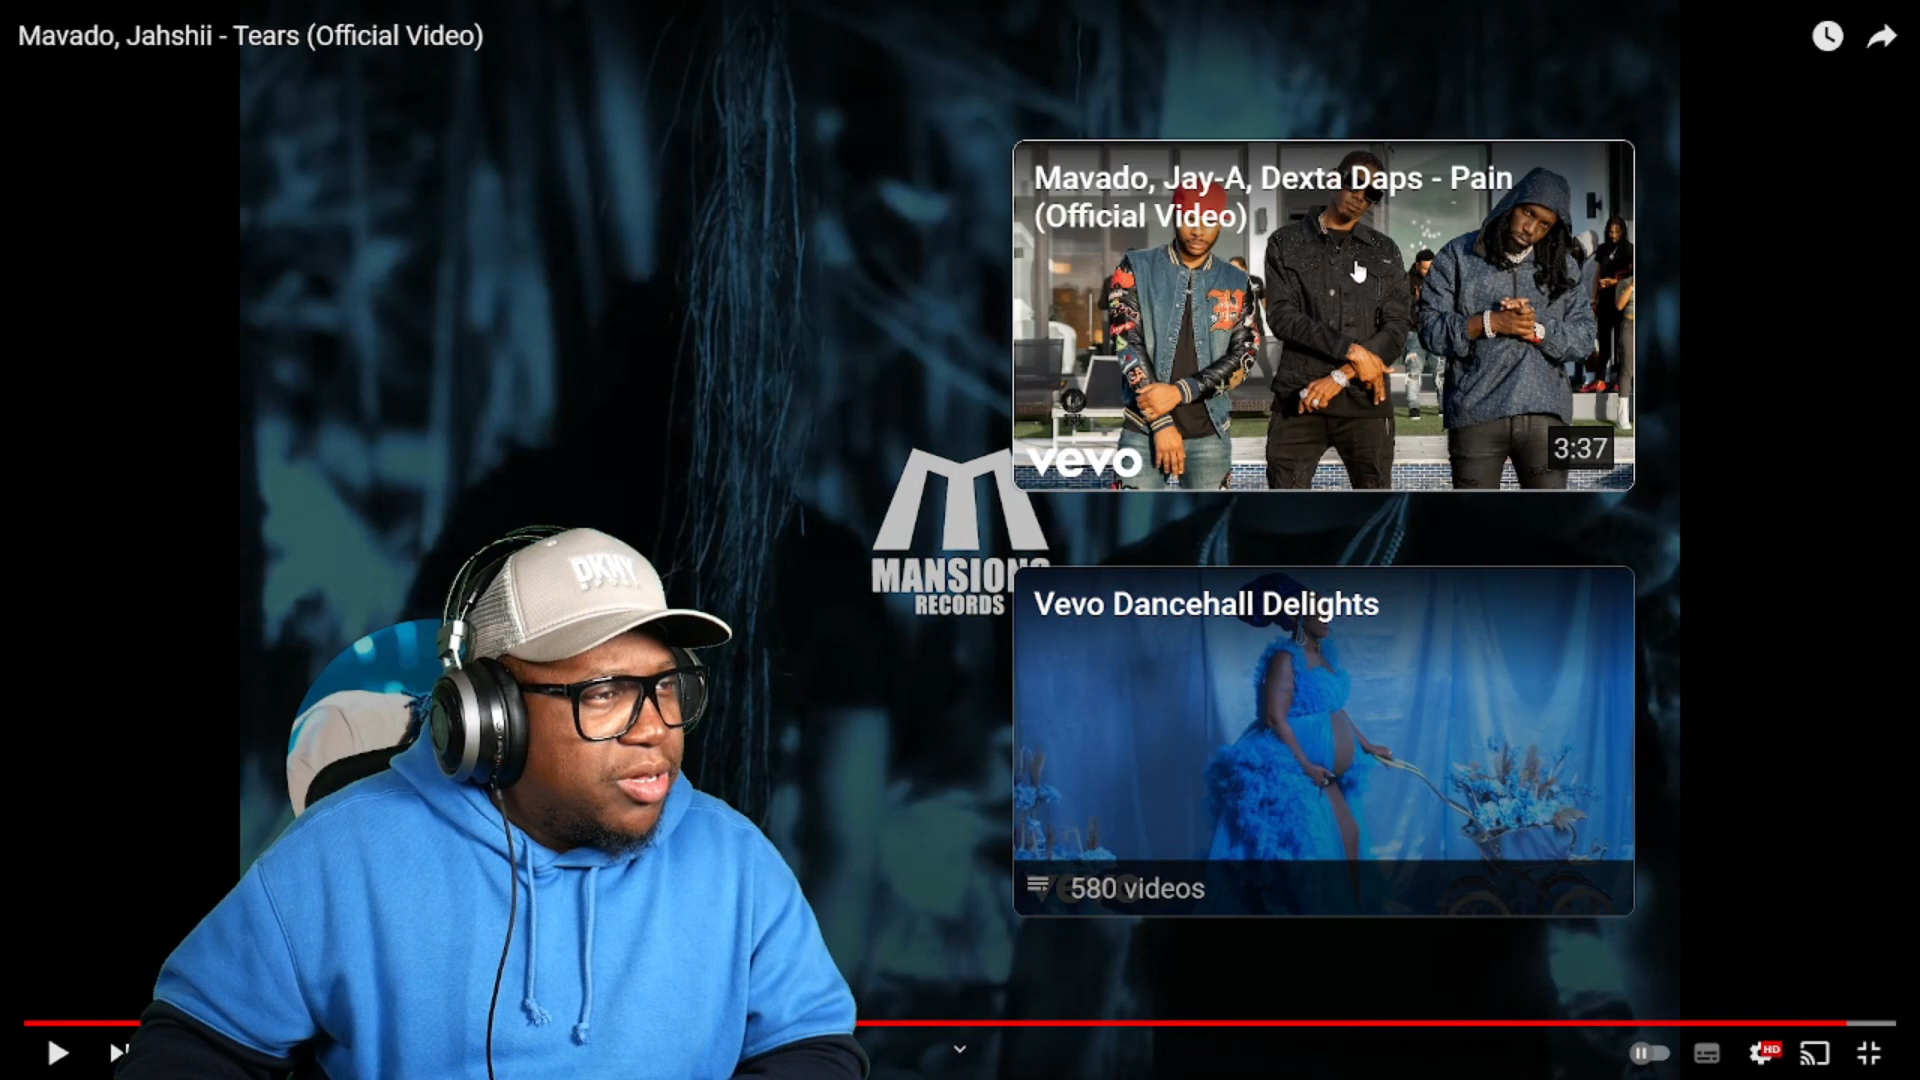 Mavado, Jahshii - Tears (Official Video)
Mavado, Jay-A, Dexta Daps - Pain
(Official Video)
3:37
vevo
MANSION
RECORDS
DKNY
Vevo Dancehall Delights
580 videos
HD